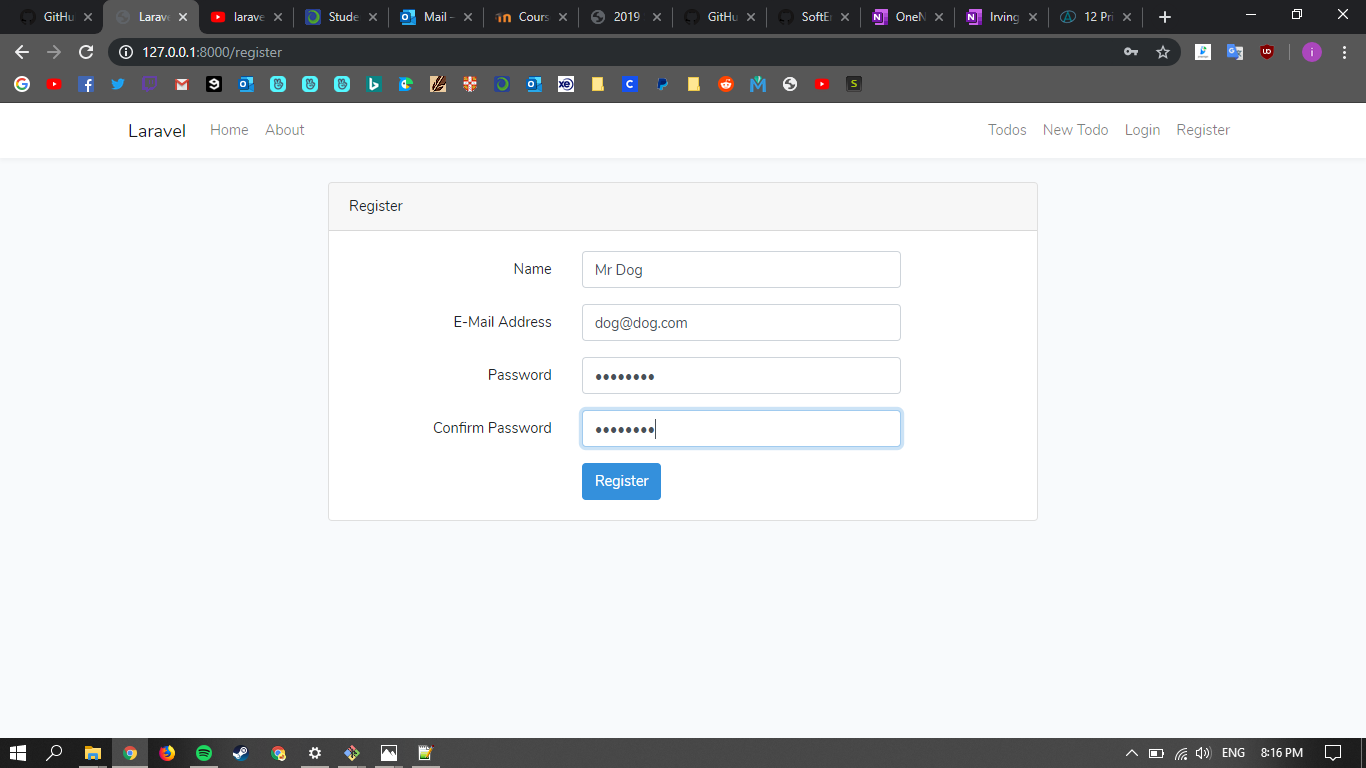 GitHu Larave larave Stude Mail - Cours 2019 GitHu SoftEn OneN Irving 12 Pri
127.0.0.1:8000/register
Laravel Home About Todos New Todo Login Register
Register
Name Mr Dog
E-Mail Address dog@dog.com
Password ••••••••
Confirm Password ••••••••
Register
ENG 8:16 PM